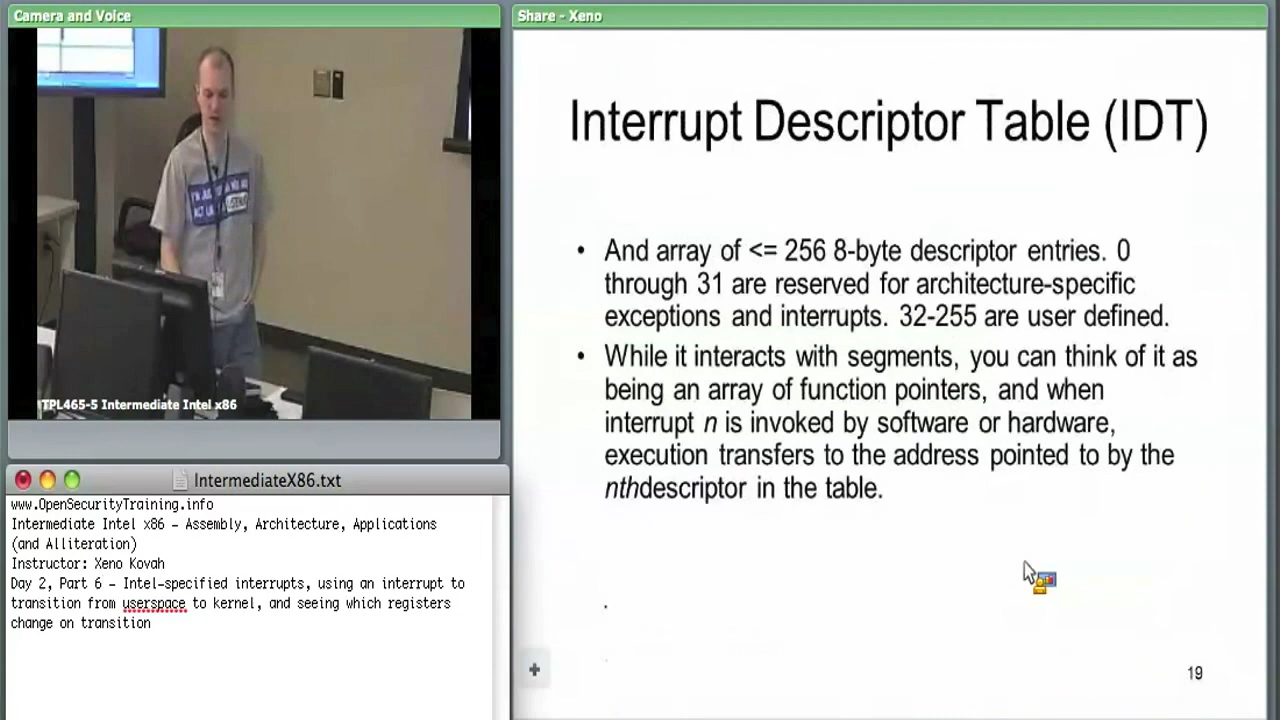 Camera and Voice
TPL465-5 Intermediate Intel x86
IntermediateX86.txt
www.OpenSecurityTraining.info
Intermediate Intel x86 – Assembly, Architecture, Applications
(and Alliteration)
Instructor: Xeno Kovah
Day 2, Part 6 – Intel-specified interrupts, using an interrupt to
transition from userspace to kernel, and seeing which registers
change on transition
Share - Xeno
Interrupt Descriptor Table (IDT)
• And array of <= 256 8-byte descriptor entries. 0
through 31 are reserved for architecture-specific
exceptions and interrupts. 32-255 are user defined.
• While it interacts with segments, you can think of it as
being an array of function pointers, and when
interrupt n is invoked by software or hardware,
execution transfers to the address pointed to by the
nthdescriptor in the table.
19